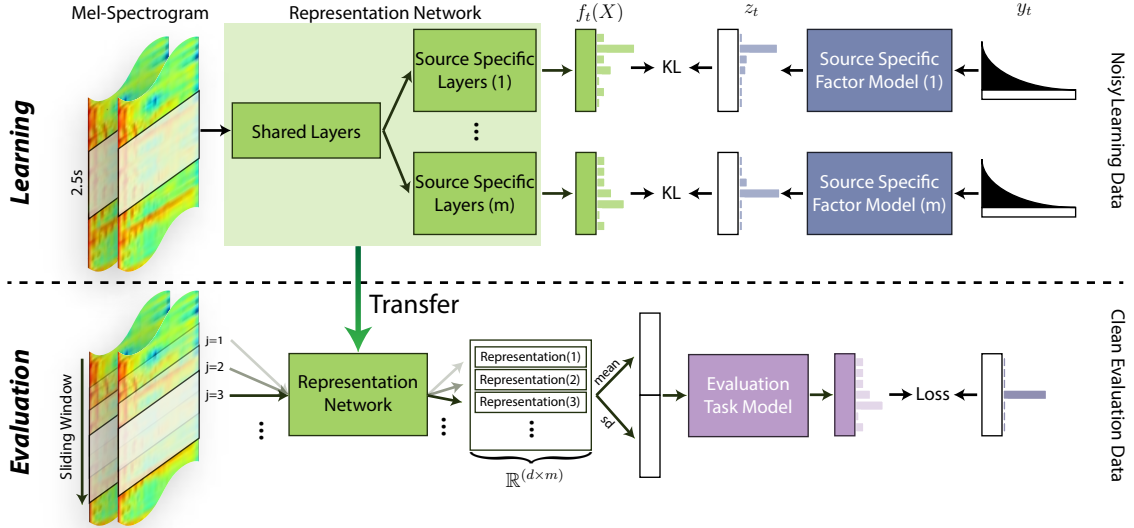 Mel-Spectrogram
Representation Network
f_t(X)
z_t
y_t
Learning
2.5s
Shared Layers
Source Specific
Layers (1)
⋮
Source Specific
Layers (m)
KL
KL
Source Specific
Factor Model (1)
Source Specific
Factor Model (m)
Noisy Learning Data
Transfer
Evaluation
Sliding Window
j=1
j=2
j=3
⋮
Representation
Network
⋮
Representation(1)
Representation(2)
Representation(3)
⋮
ℝ^(d×m)
mean
sd
Evaluation
Task Model
Loss
Clean Evaluation Data